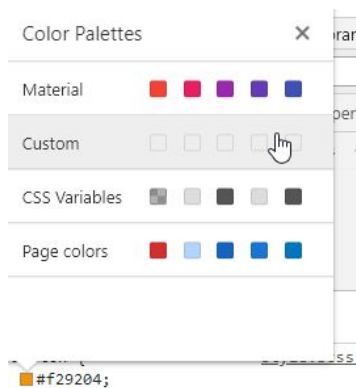 Color Palettes
Material
Custom
CSS Variables
Page colors
#f29204;